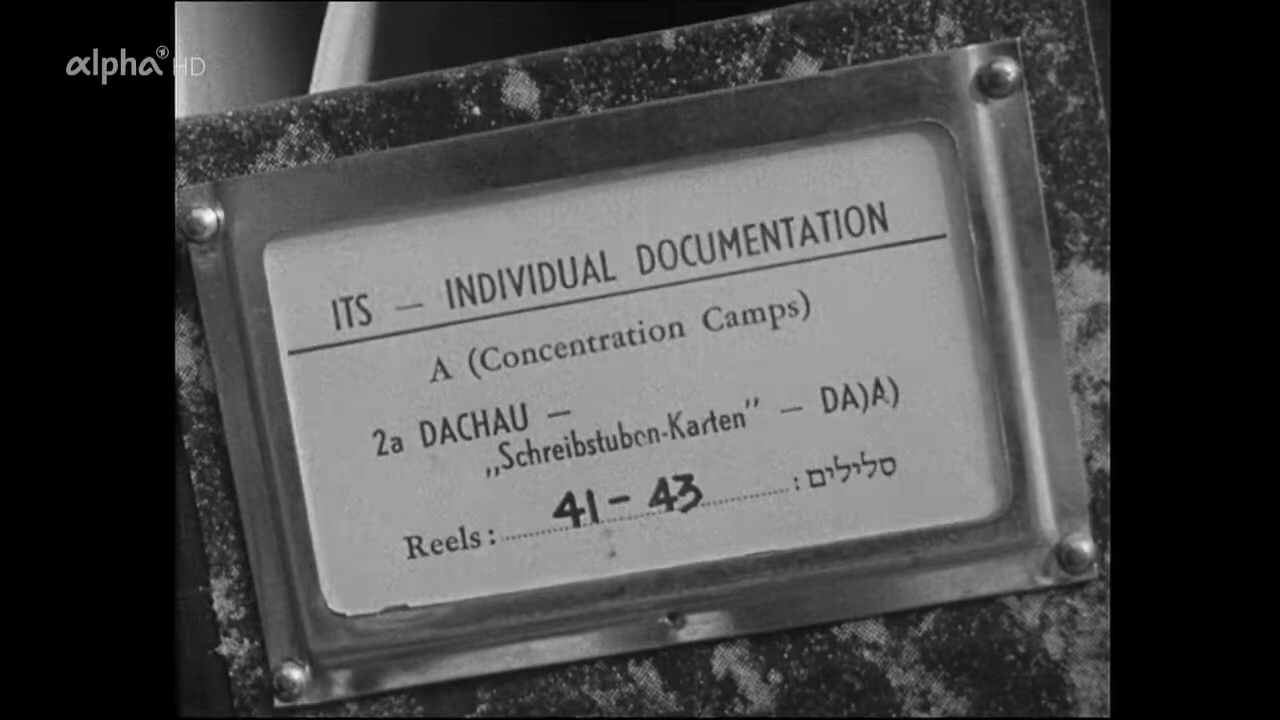 alpha HD
ITS — INDIVIDUAL DOCUMENTATION
A (Concentration Camps)
2a DACHAU —
„Schreibstuben-Karten" — DA)A)
Reels: 41 - 43 : סלילים